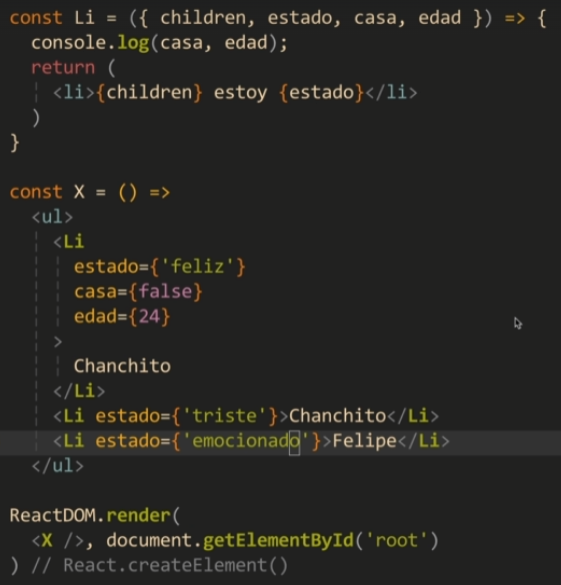 const Li = ({ children, estado, casa, edad }) => {
  console.log(casa, edad);
  return (
    <li>{children} estoy {estado}</li>
  )
}
const X = () =>
  <ul>
    <Li
      estado={'feliz'}
      casa={false}
      edad={24}
    >
      Chanchito
    </Li>
    <Li estado={'triste'}>Chanchito</Li>
    <Li estado={'emocionado'}>Felipe</Li>
  </ul>
ReactDOM.render(
  <X />, document.getElementById('root')
) // React.createElement()